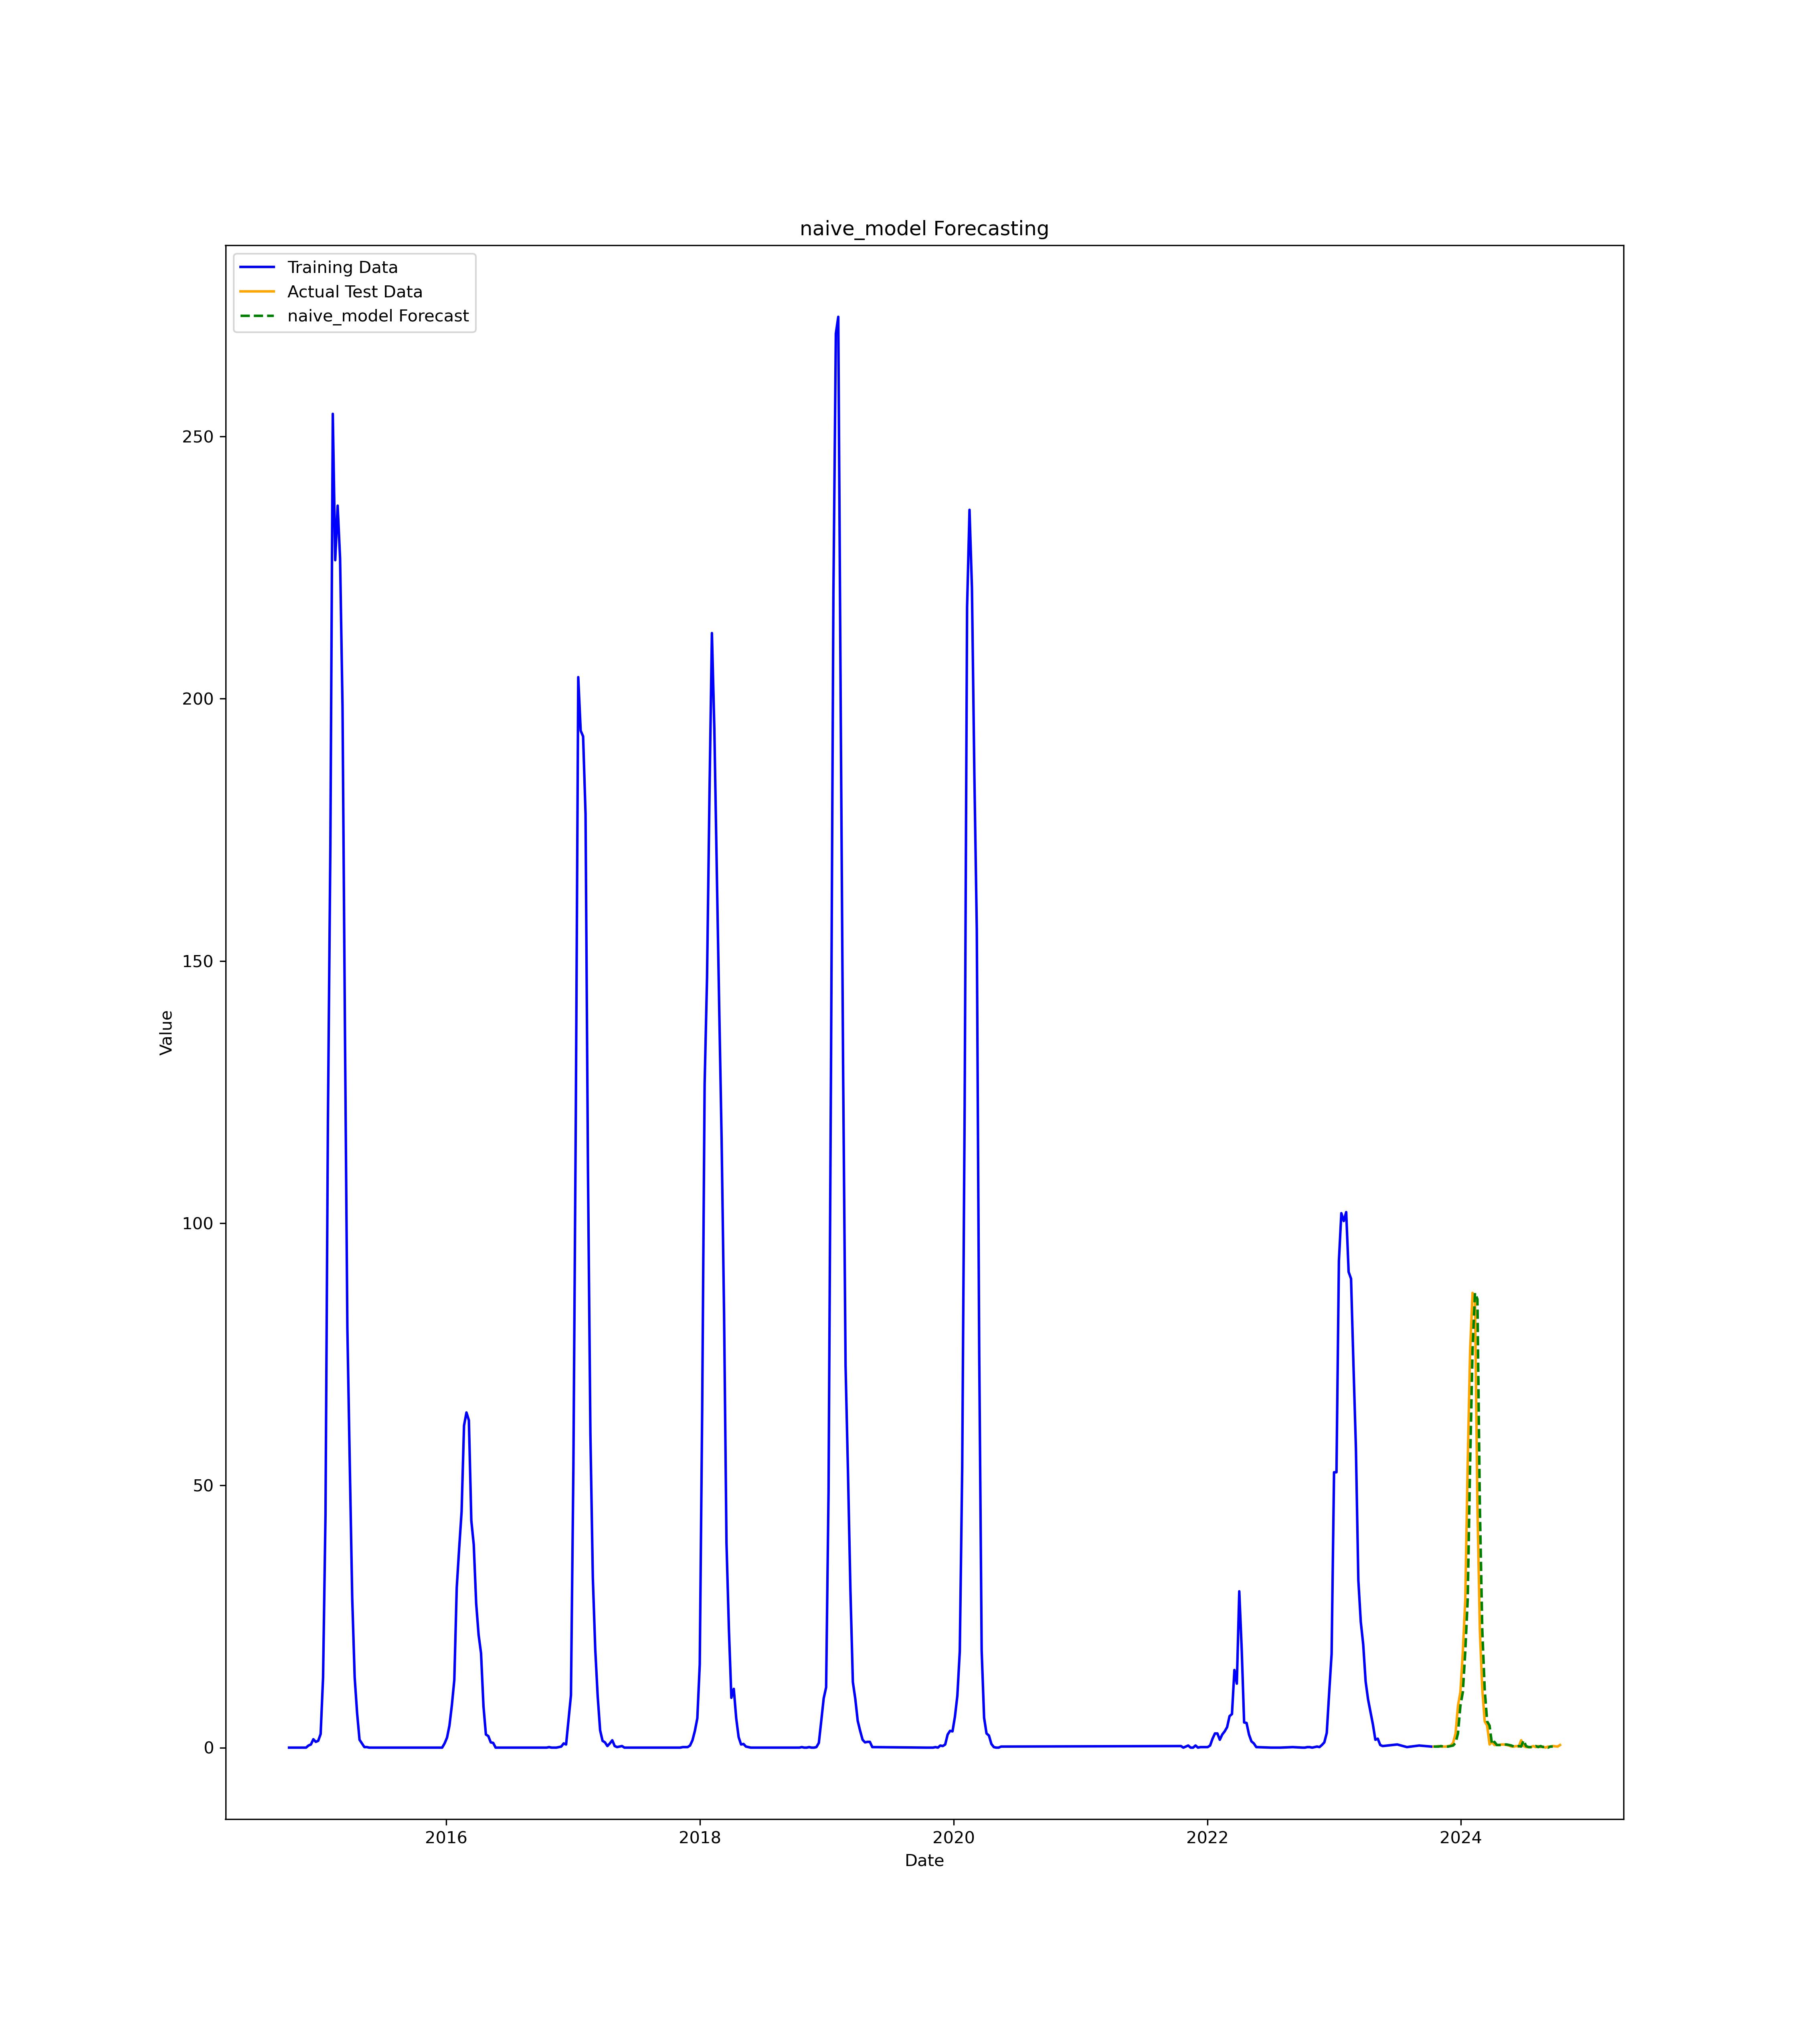 naive_model Forecasting
Training Data
Actual Test Data
naive_model Forecast
250
200
150
100
50
0
Value
2016
2018
2020
2022
2024
Date